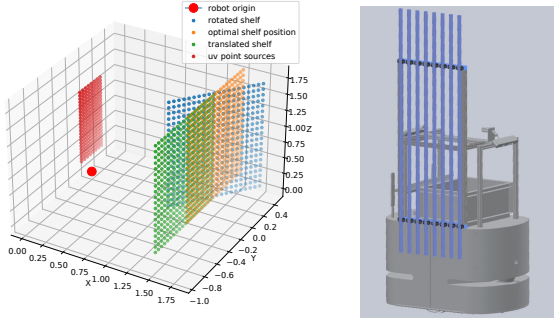 robot origin
rotated shelf
optimal shelf position
translated shelf
uv point sources
1.75
1.50
1.25
1.00 Z
0.75
0.50
0.25
0.00
0.00
0.25
0.50
0.75
X 1.00
1.25
1.50
1.75
−1.0
−0.8
−0.6
−0.4
−0.2
Y
0.0
0.2
0.4